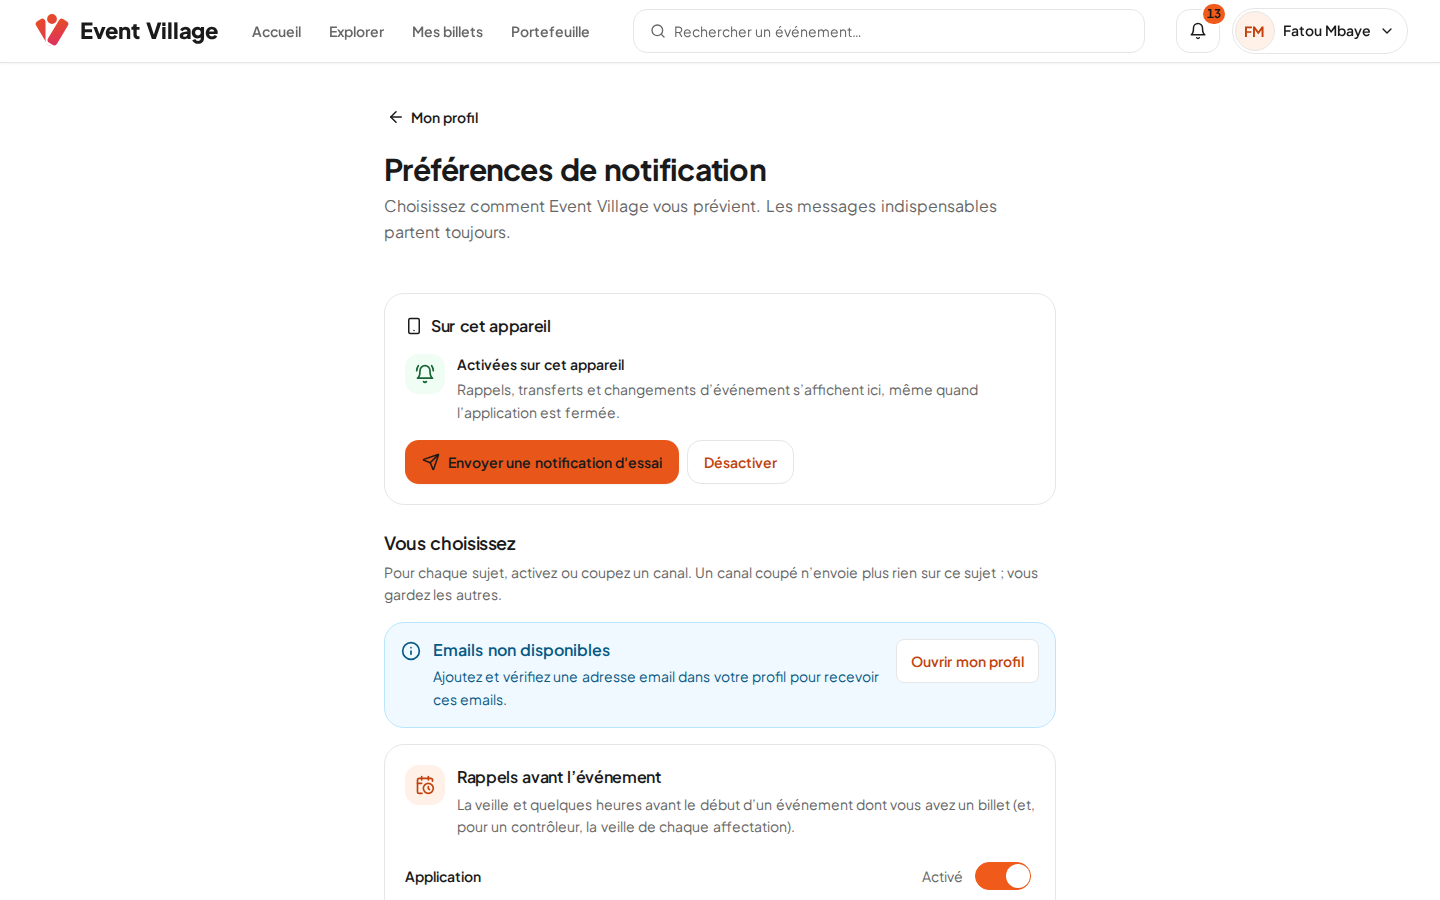 Event Village
Accueil
Explorer
Mes billets
Portefeuille
Rechercher un événement…
13
FM
Fatou Mbaye
Mon profil
Préférences de notification
Choisissez comment Event Village vous prévient. Les messages indispensables
partent toujours.
Sur cet appareil
Activées sur cet appareil
Rappels, transferts et changements d’événement s’affichent ici, même quand
l’application est fermée.
Envoyer une notification d'essai
Désactiver
Vous choisissez
Pour chaque sujet, activez ou coupez un canal. Un canal coupé n’envoie plus rien sur ce sujet ; vous
gardez les autres.
Emails non disponibles
Ajoutez et vérifiez une adresse email dans votre profil pour recevoir
ces emails.
Ouvrir mon profil
Rappels avant l’événement
La veille et quelques heures avant le début d’un événement dont vous avez un billet (et,
pour un contrôleur, la veille de chaque affectation).
Application
Activé